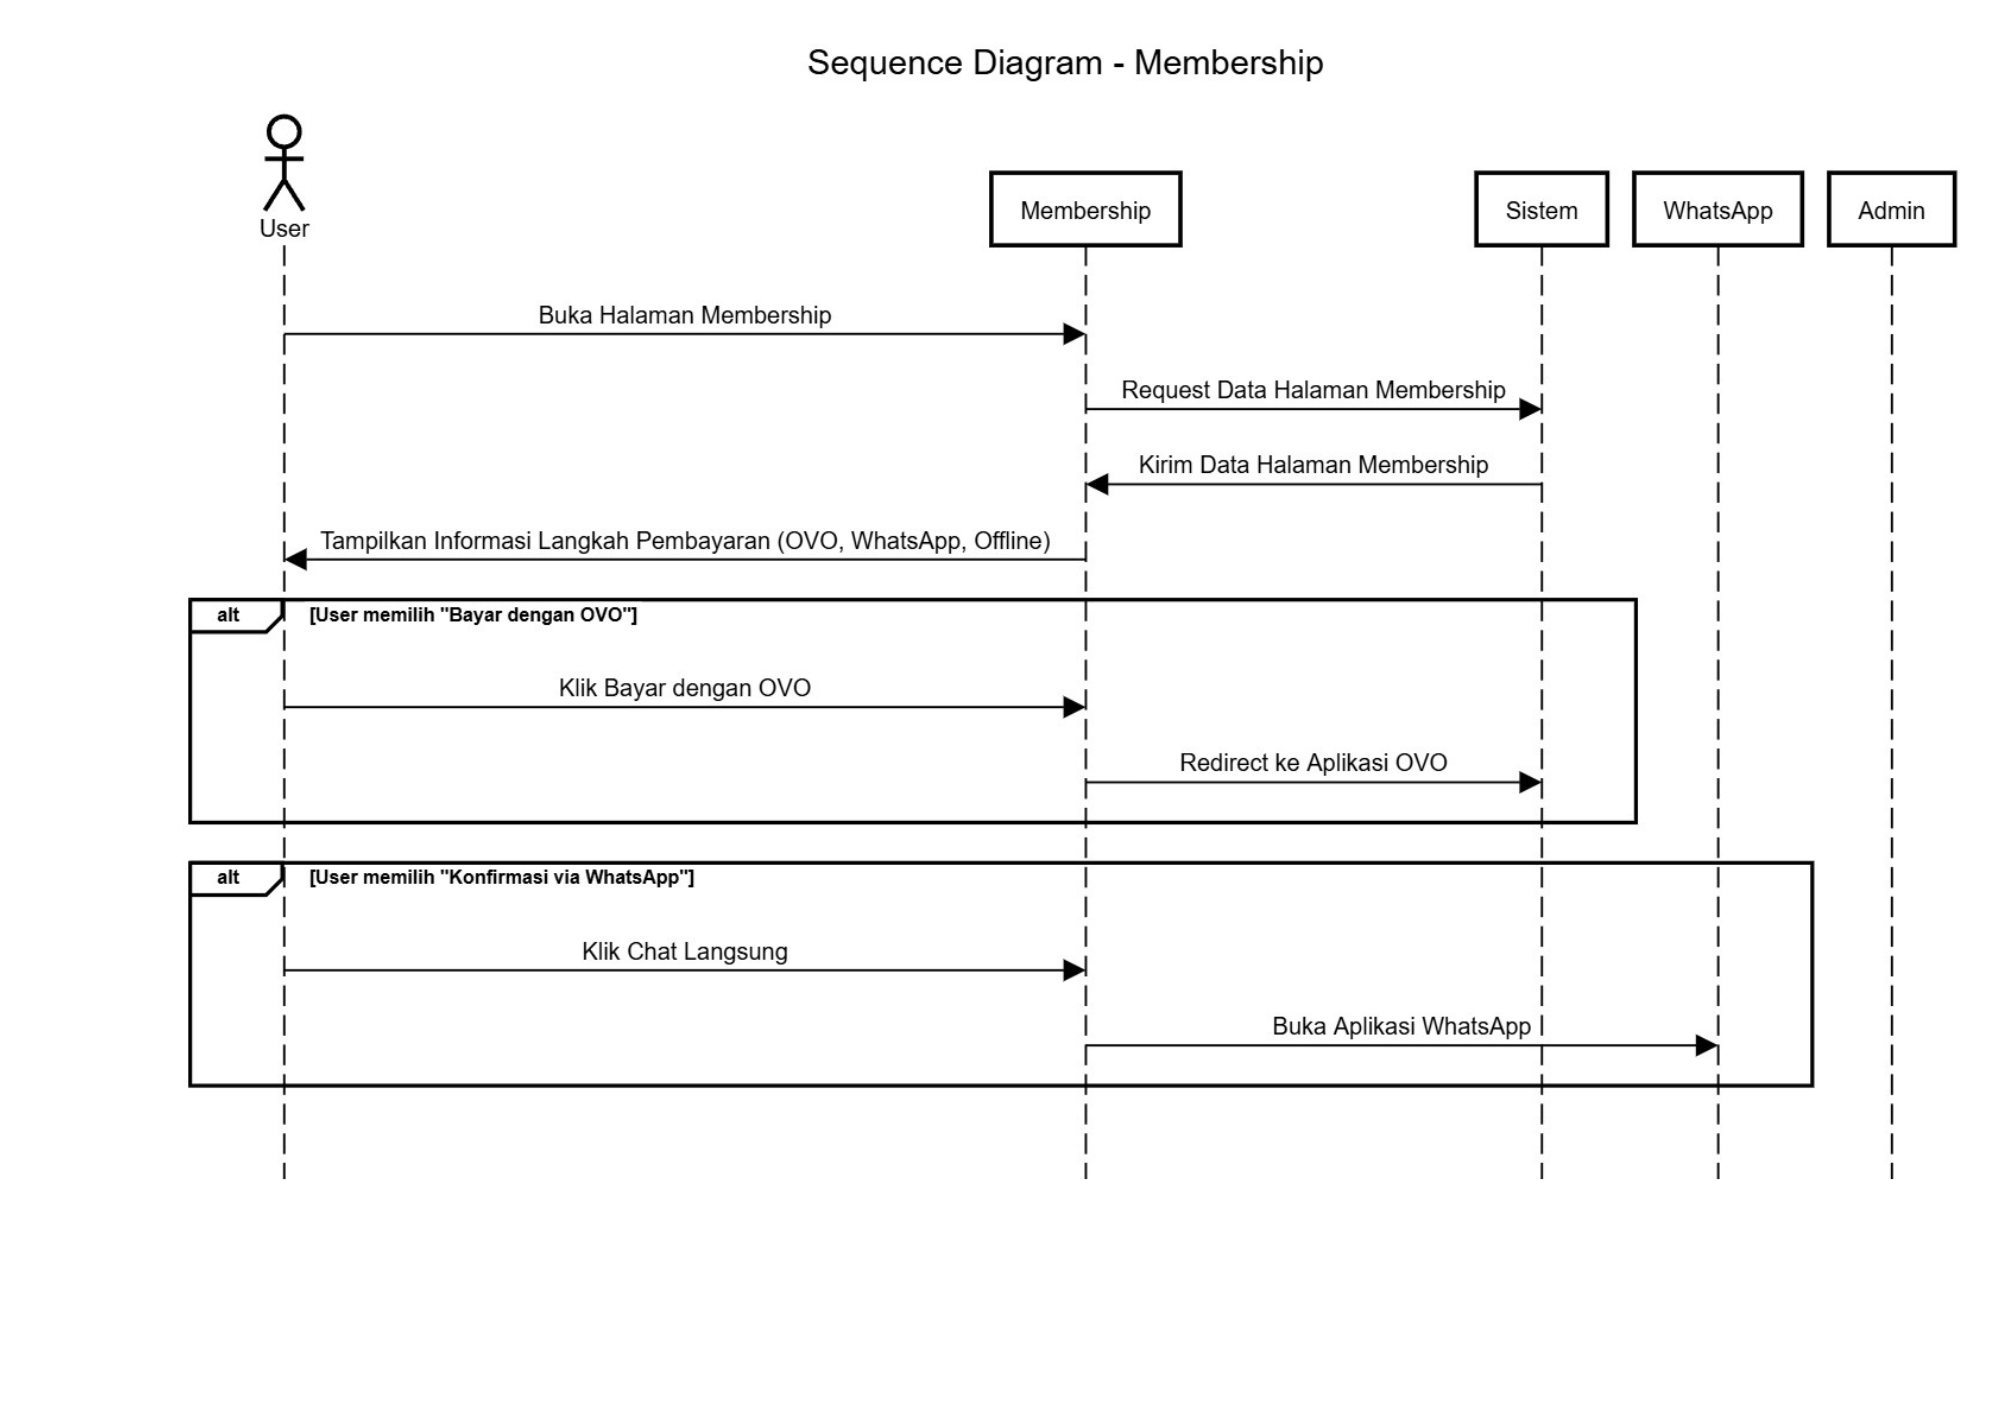 Sequence Diagram - Membership
User
Membership
Sistem
WhatsApp
Admin
Buka Halaman Membership
Request Data Halaman Membership
Kirim Data Halaman Membership
Tampilkan Informasi Langkah Pembayaran (OVO, WhatsApp, Offline)
alt
[User memilih "Bayar dengan OVO"]
Klik Bayar dengan OVO
Redirect ke Aplikasi OVO
alt
[User memilih "Konfirmasi via WhatsApp"]
Klik Chat Langsung
Buka Aplikasi WhatsApp